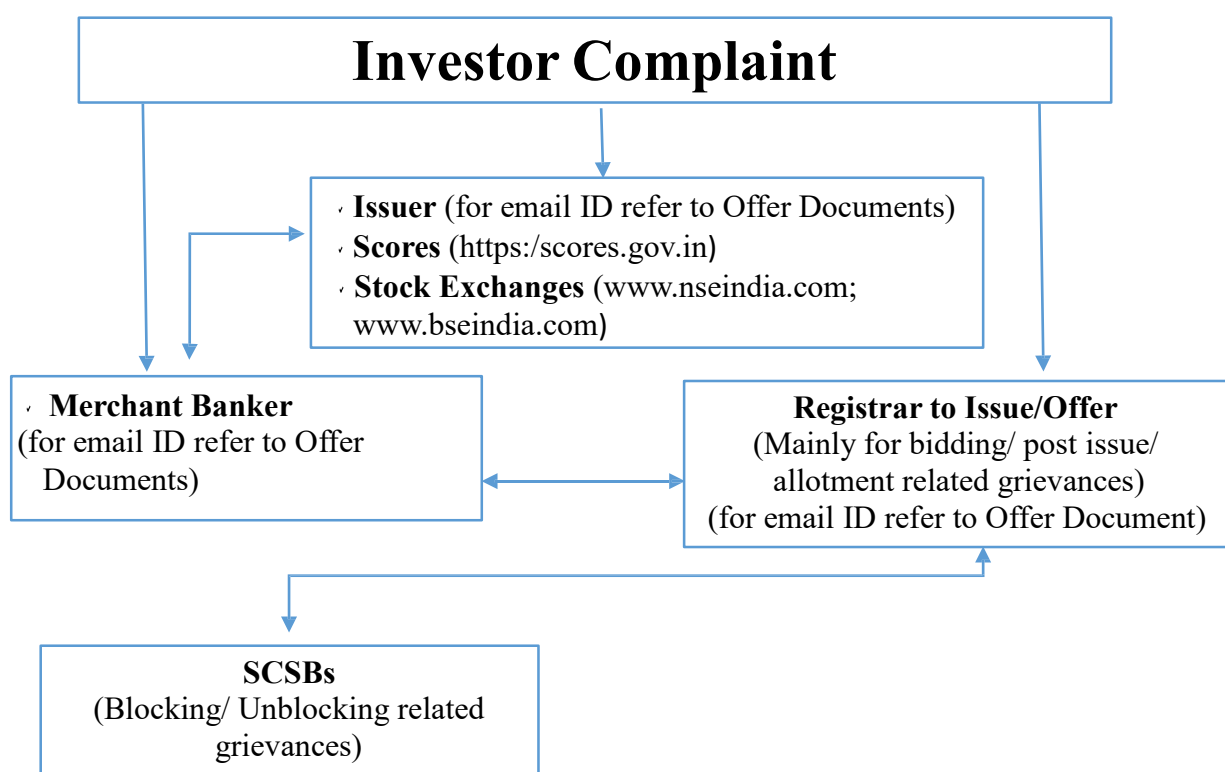 Investor Complaint
✓ Issuer (for email ID refer to Offer Documents)
✓ Scores (https:/scores.gov.in)
✓ Stock Exchanges (www.nseindia.com;
www.bseindia.com)
✓ Merchant Banker
(for email ID refer to Offer
Documents)
Registrar to Issue/Offer
(Mainly for bidding/ post issue/
allotment related grievances)
(for email ID refer to Offer Document)
SCSBs
(Blocking/ Unblocking related
grievances)